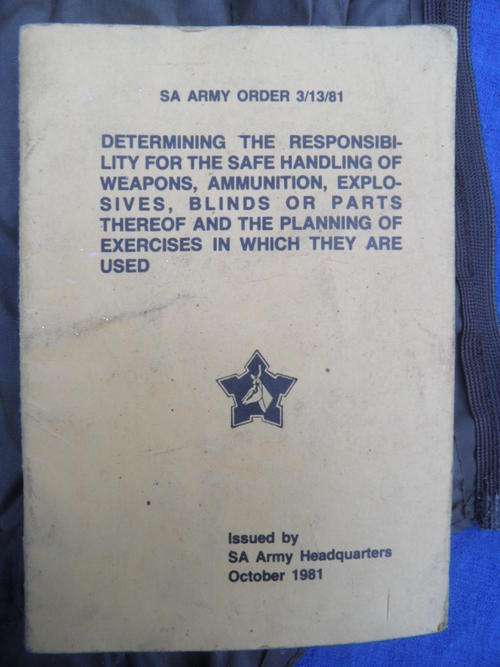 SA ARMY ORDER 3/13/81
DETERMINING THE RESPONSIBI-
LITY FOR THE SAFE HANDLING OF
WEAPONS, AMMUNITION, EXPLO-
SIVES, BLINDS OR PARTS
THEREOF AND THE PLANNING OF
EXERCISES IN WHICH THEY ARE
USED
Issued by
SA Army Headquarters
October 1981